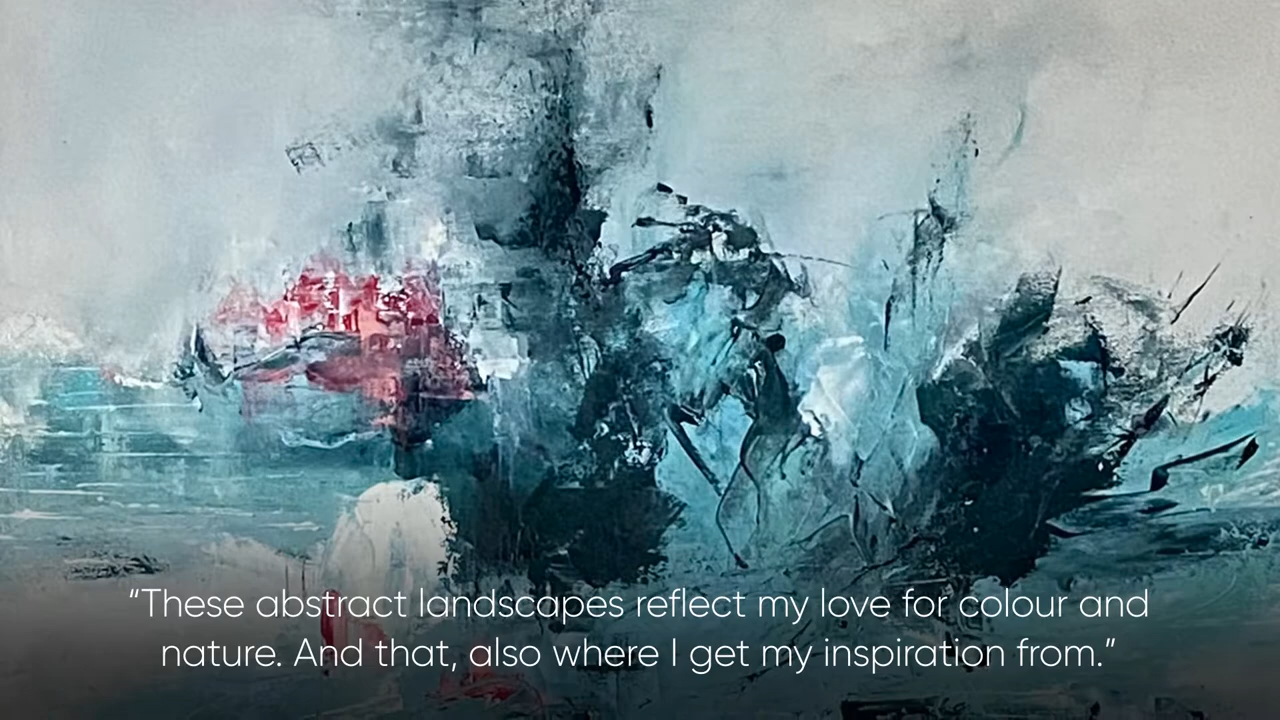 “These abstract landscapes reflect my love for colour and
nature. And that, also where I get my inspiration from.”